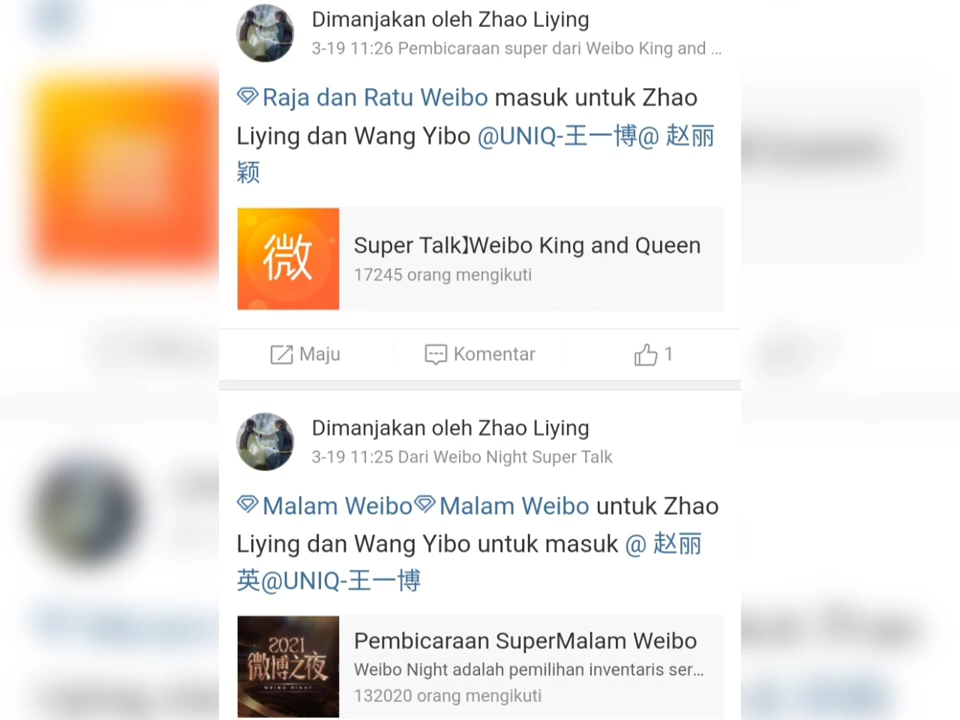 Dimanjakan oleh Zhao Liying
3-19 11:26 Pembicaraan super dari Weibo King and ...
Raja dan Ratu Weibo masuk untuk Zhao
Liying dan Wang Yibo @UNIQ-王一博@ 赵丽
颖
微
Super Talk】Weibo King and Queen
17245 orang mengikuti
Maju
Komentar
1
Dimanjakan oleh Zhao Liying
3-19 11:25 Dari Weibo Night Super Talk
Malam Weibo Malam Weibo untuk Zhao
Liying dan Wang Yibo untuk masuk @ 赵丽
英@UNIQ-王一博
2021
微博之夜
WEIBO NIGHT
Pembicaraan SuperMalam Weibo
Weibo Night adalah pemilihan inventaris ser...
132020 orang mengikuti